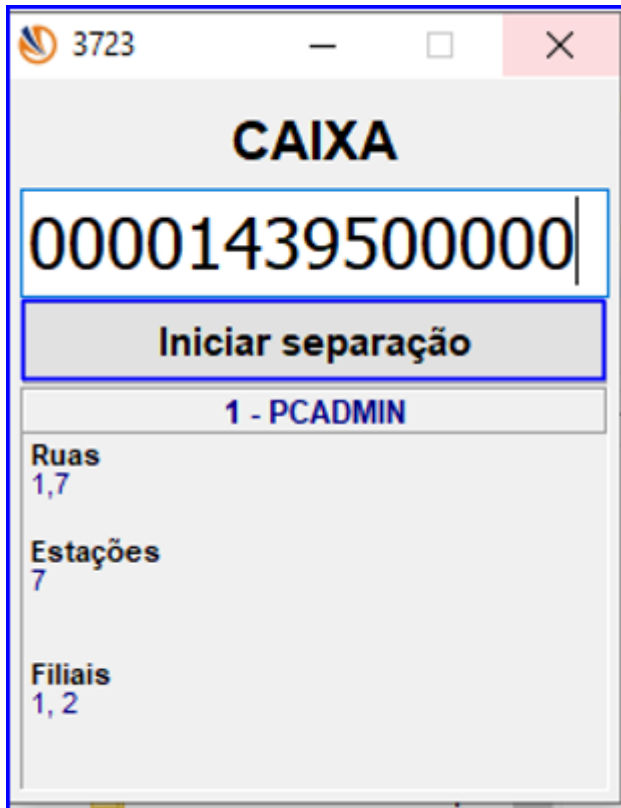 3723
CAIXA
00001439500000
Iniciar separação
1 - PCADMIN
Ruas
1,7
Estações
7
Filiais
1, 2